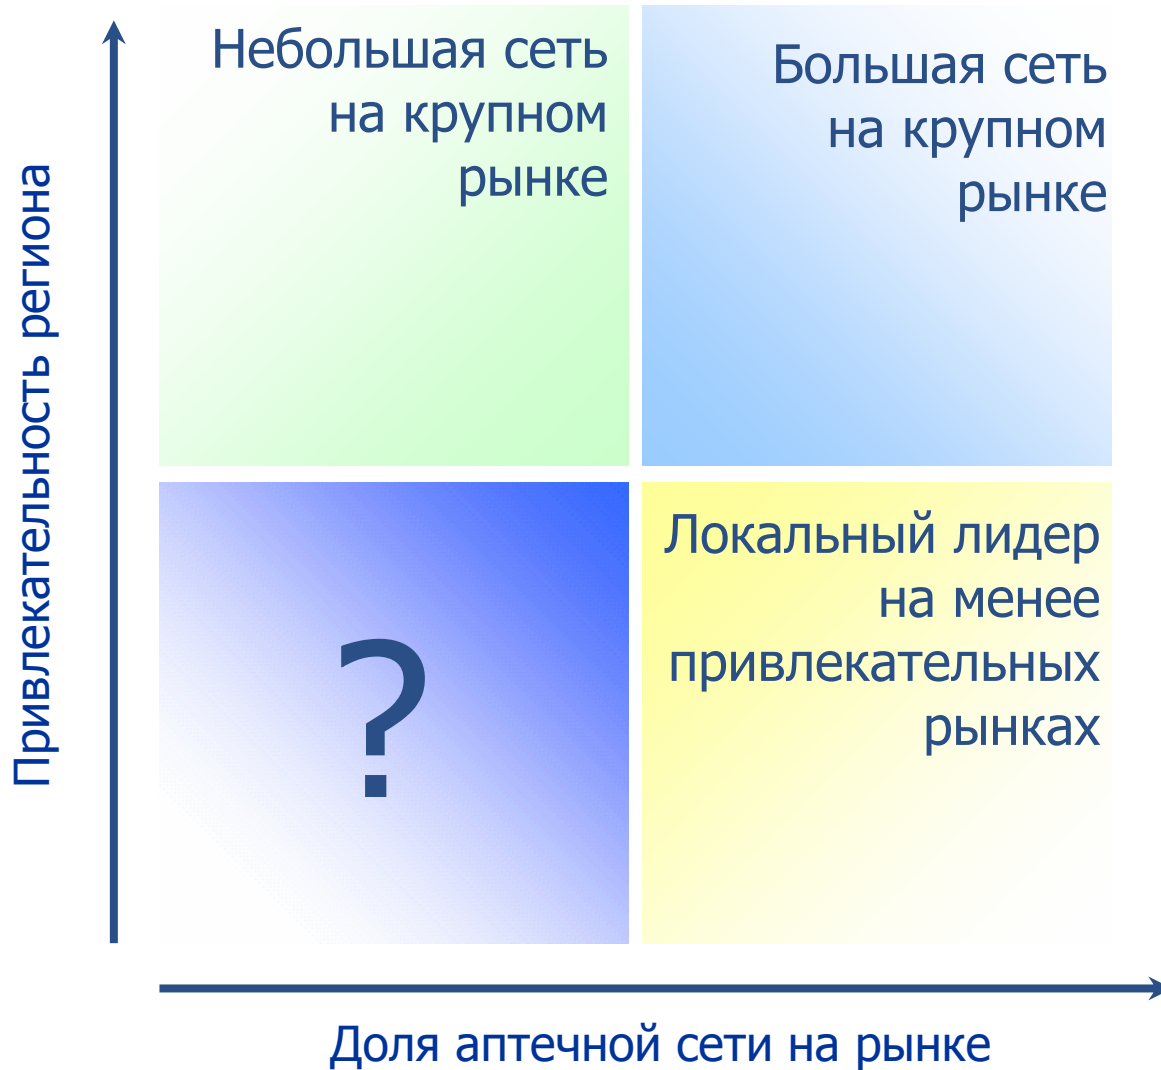 Привлекательность региона
Небольшая сеть
на крупном
рынке
Большая сеть
на крупном
рынке
?
Локальный лидер
на менее
привлекательных
рынках
Доля аптечной сети на рынке